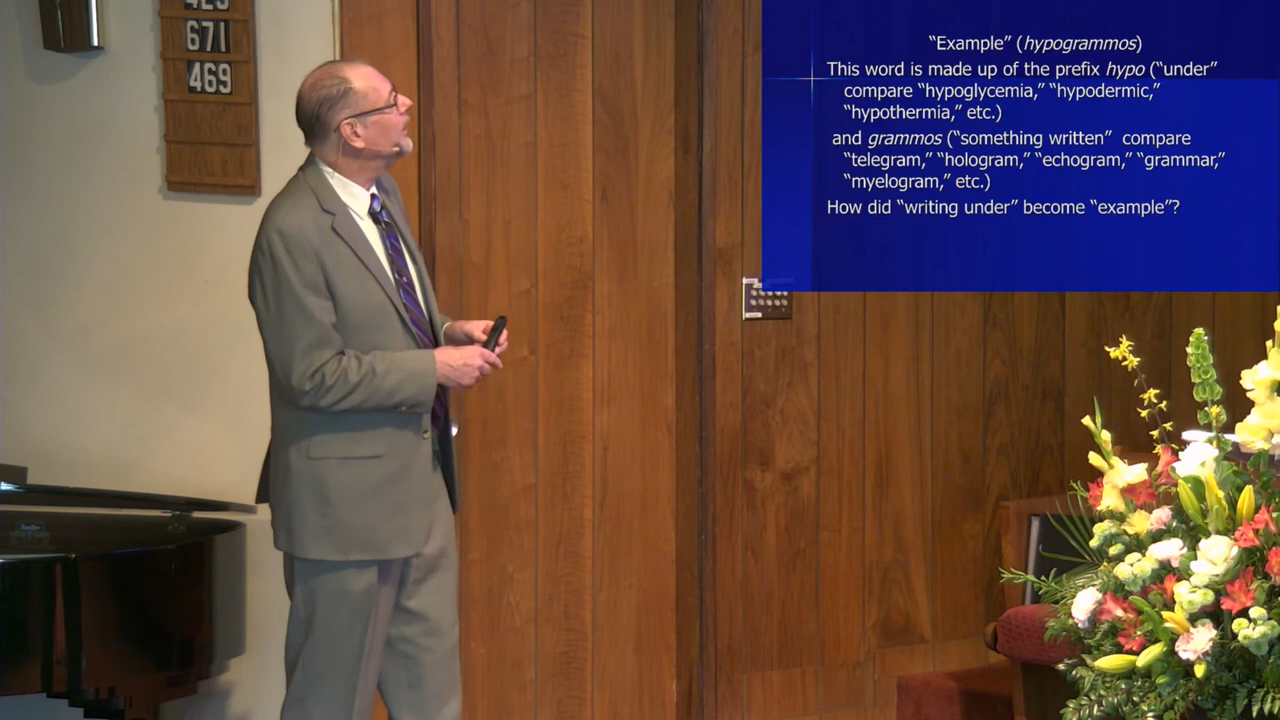 671
469
“Example” (hypogrammos)
This word is made up of the prefix hypo (“under”
compare “hypoglycemia,” “hypodermic,”
“hypothermia,” etc.)
and grammos (“something written”  compare
“telegram,” “hologram,” “echogram,” “grammar,”
“myelogram,” etc.)
How did “writing under” become “example”?